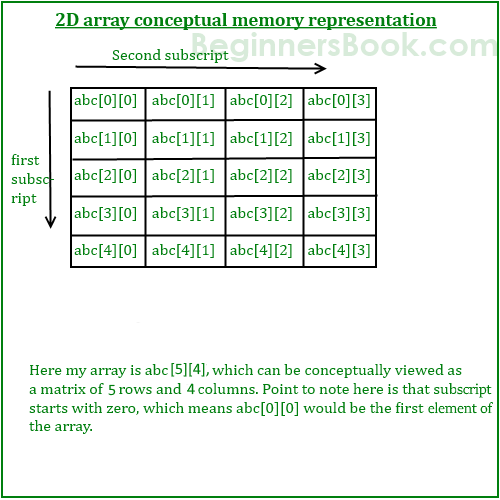 2D array conceptual memory representation
BeginnersBook.com
Second subscript
first
subsc-
ript
abc[0][0] abc[0][1] abc[0][2] abc[0][3]
abc[1][0] abc[1][1] abc[1][2] abc[1][3]
abc[2][0] abc[2][1] abc[2][2] abc[2][3]
abc[3][0] abc[3][1] abc[3][2] abc[3][3]
abc[4][0] abc[4][1] abc[4][2] abc[4][3]
Here my array is abc[5][4], which can be conceptually viewed as
a matrix of 5 rows and 4 columns. Point to note here is that subscript
starts with zero, which means abc[0][0] would be the first element of
the array.